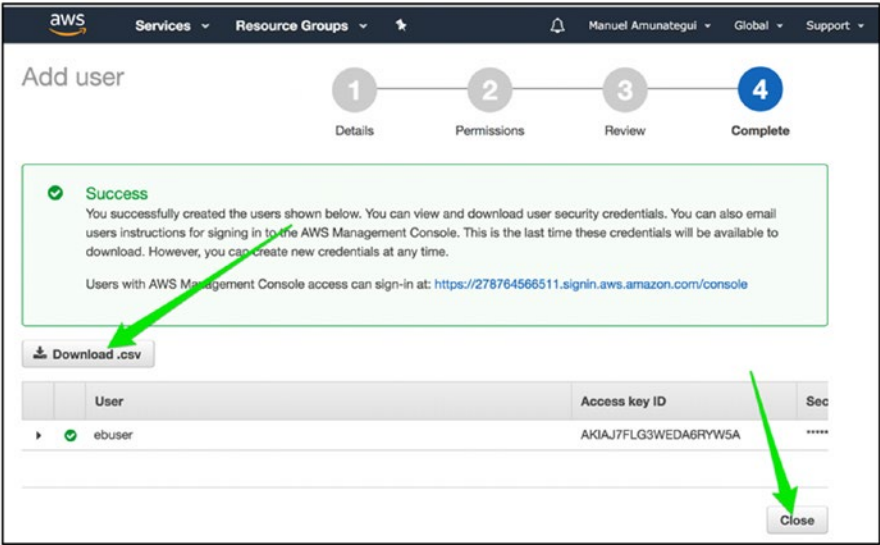 aws Services Resource Groups Manuel Amunategui Global Support
Add user
1 2 3 4
Details Permissions Review Complete
Success
You successfully created the users shown below. You can view and download user security credentials. You can also email
users instructions for signing in to the AWS Management Console. This is the last time these credentials will be available to
download. However, you can create new credentials at any time.
Users with AWS Management Console access can sign-in at: https://278764566511.signin.aws.amazon.com/console
Download .csv
User Access key ID Sec
ebuser AKIAJ7FLG3WEDA6RYW5A *****
Close